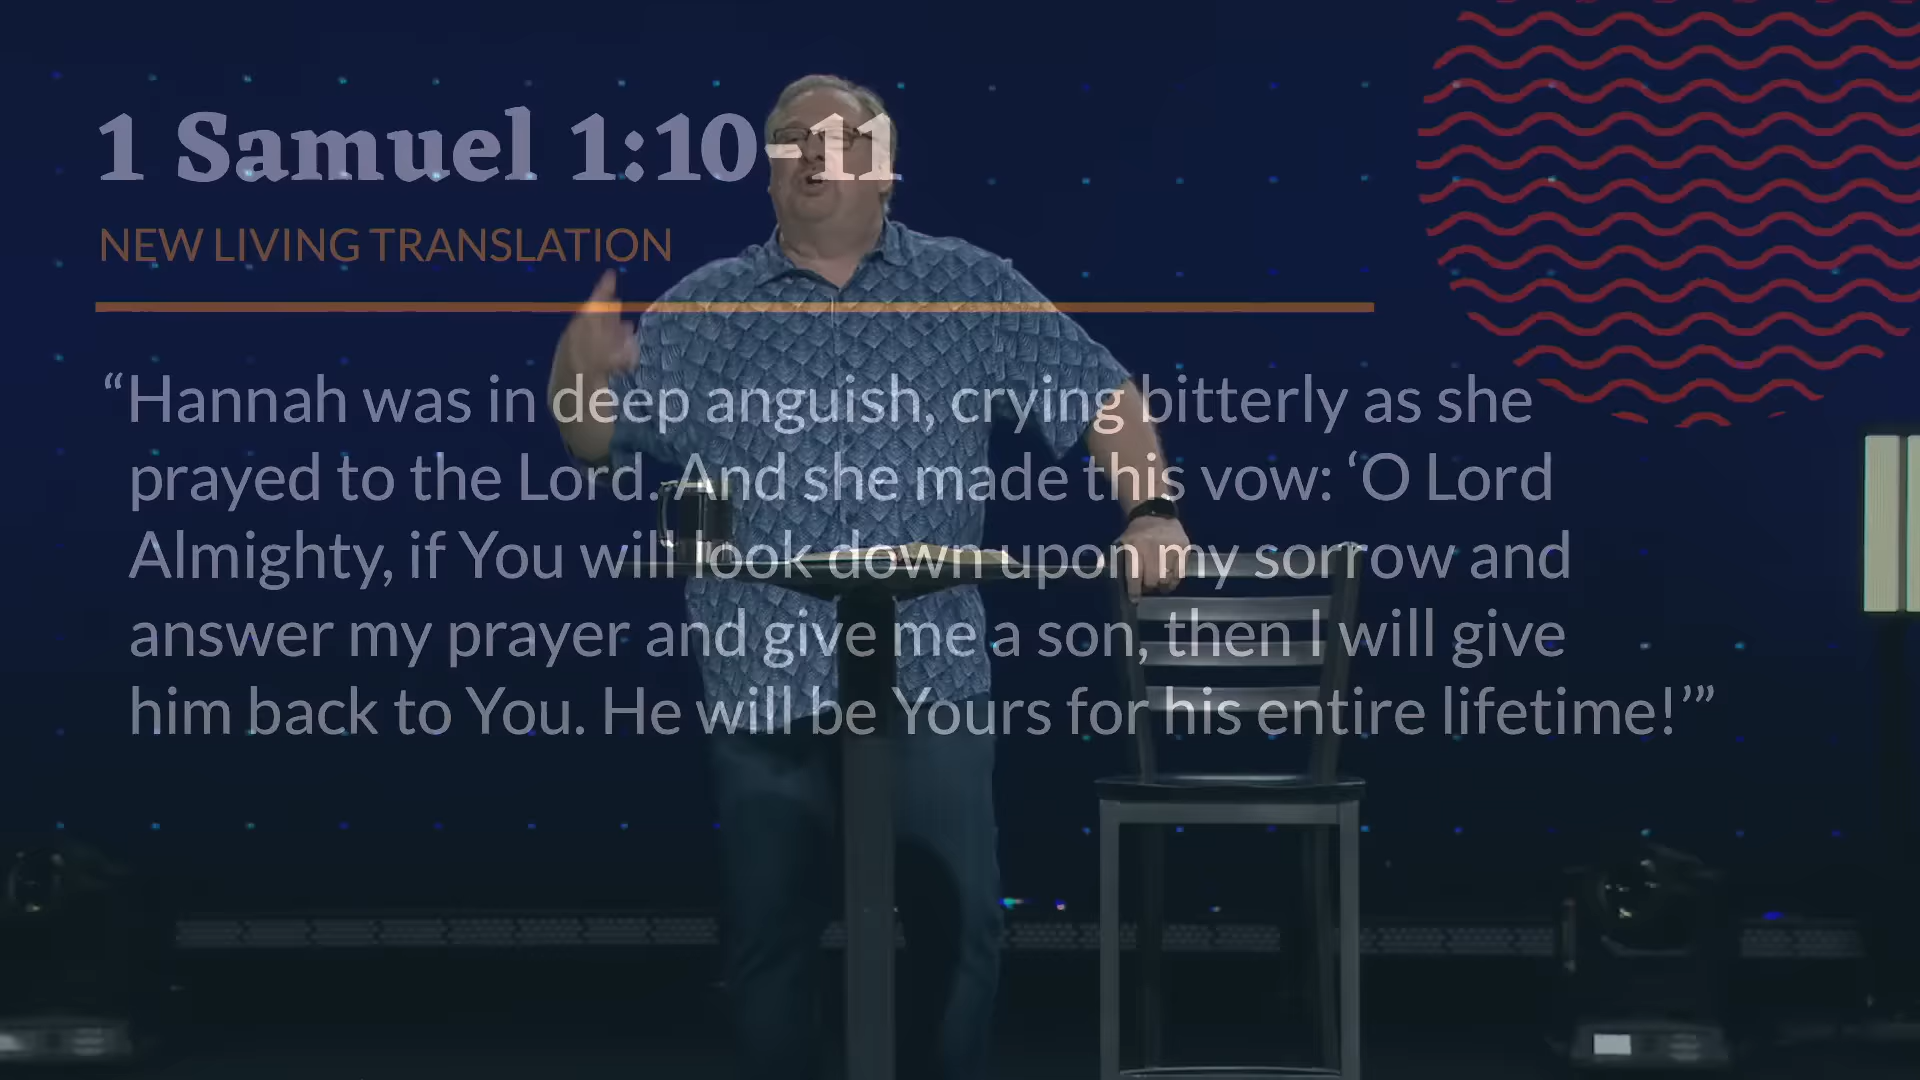 1 Samuel 1:10-11
NEW LIVING TRANSLATION
“Hannah was in deep anguish, crying bitterly as she
prayed to the Lord. And she made this vow: ‘O Lord
Almighty, if You will look down upon my sorrow and
answer my prayer and give me a son, then I will give
him back to You. He will be Yours for his entire lifetime!’”